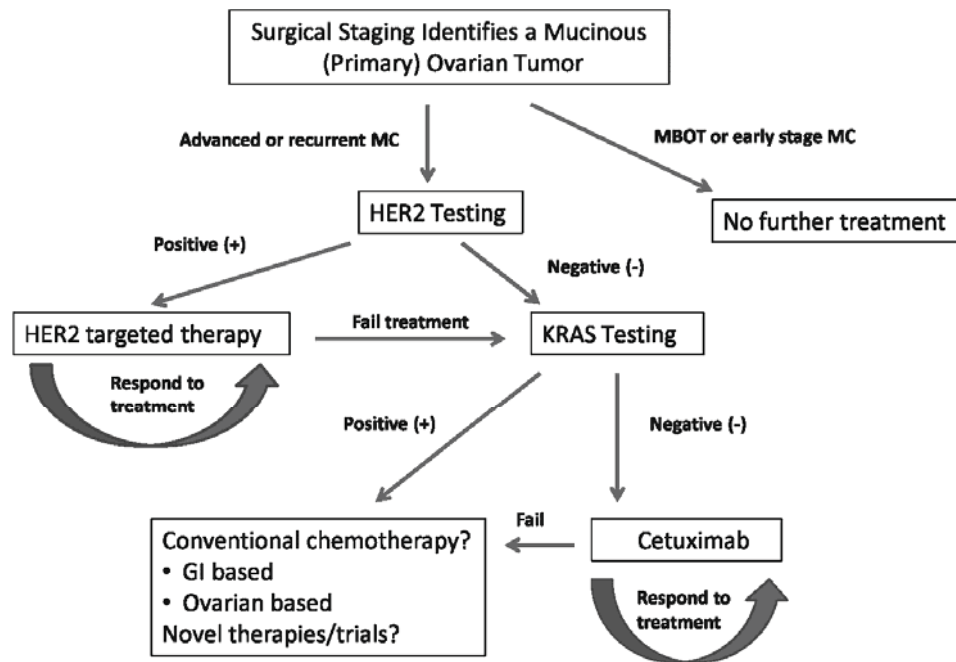 Surgical Staging Identifies a Mucinous
(Primary) Ovarian Tumor
Advanced or recurrent MC
MBOT or early stage MC
HER2 Testing
No further treatment
Positive (+)
Negative (-)
HER2 targeted therapy
Fail treatment
KRAS Testing
Respond to
treatment
Positive (+)
Negative (-)
Conventional chemotherapy?
• GI based
• Ovarian based
Novel therapies/trials?
Fail
Cetuximab
Respond to
treatment